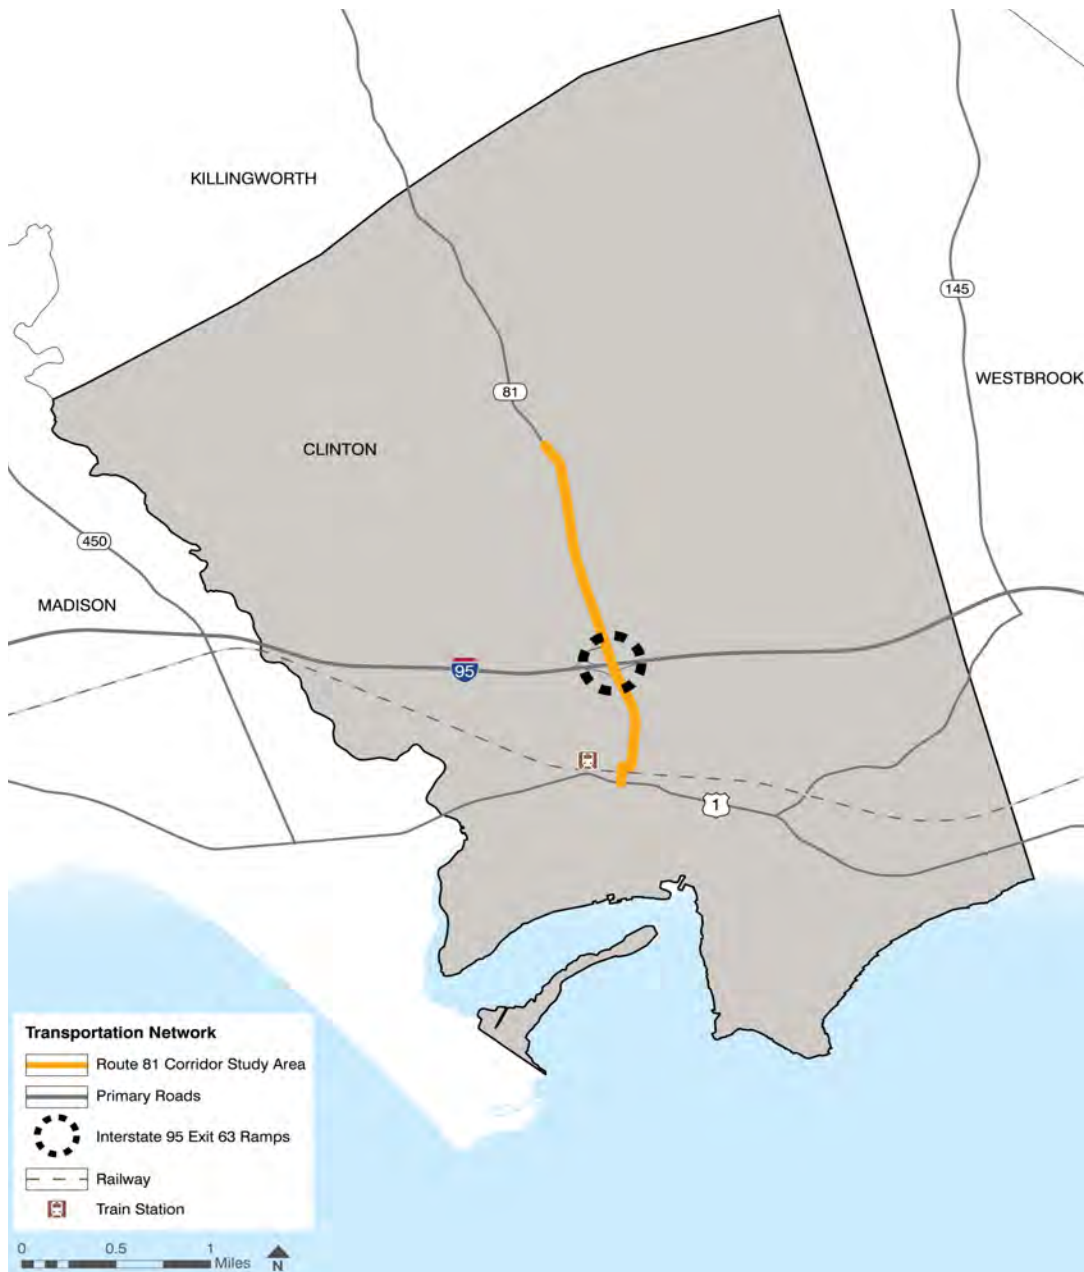 KILLINGWORTH
145
WESTBROOK
81
CLINTON
450
MADISON
95
1
Transportation Network
Route 81 Corridor Study Area
Primary Roads
Interstate 95 Exit 63 Ramps
Railway
Train Station
0 0.5 1
Miles N